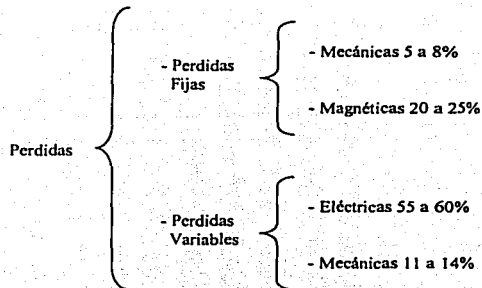 Perdidas
- Perdidas
Fijas
- Mecánicas 5 a 8%
- Magnéticas 20 a 25%
- Perdidas
Variables
- Eléctricas 55 a 60%
- Mecánicas 11 a 14%